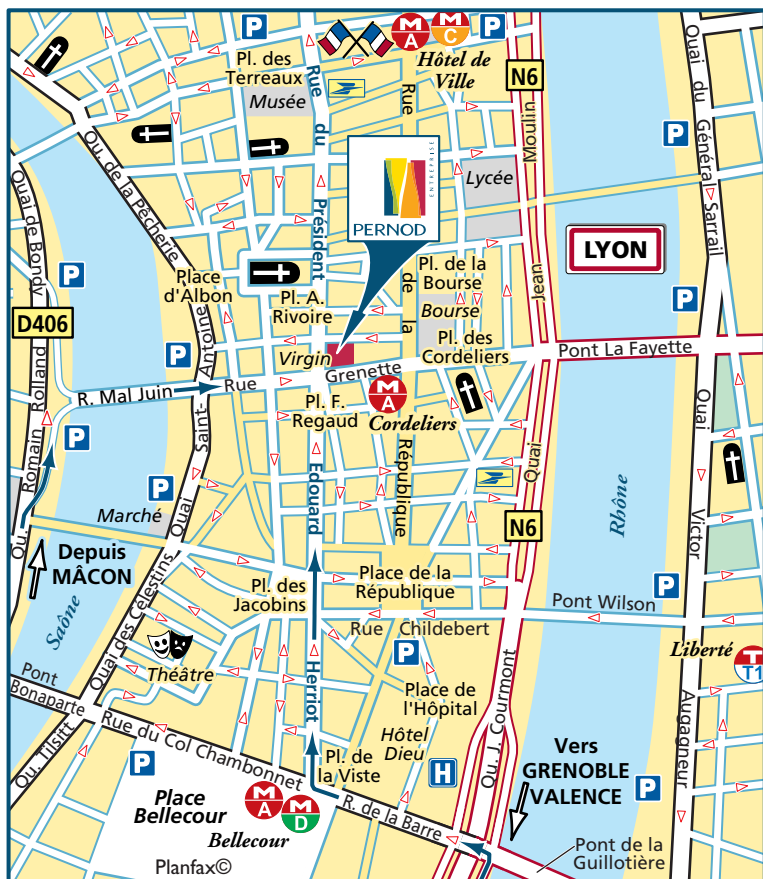 P
P
M
A
M
C
P
Pl. des
Terreaux
Hôtel de
Ville
N6
Musée
Rue
du
Président
Edouard
Herriot
Rue
de
la
République
Moulin
Jean
Quai
Quai du Général Sarrail
P
ENTREPRISE
PERNOD
Lycée
Qu. de la Pêcherie
Quai de Bondy
P
LYON
Place
d'Albon
Pl. de la
Bourse
Bourse
P
Pl. A.
Rivoire
D406
Pl. des
Cordeliers
P
Virgin
Pont La Fayette
Rue
Grenette
R. Mal Juin
Qu. Romain Rolland
Quai Saint-Antoine
M
A
Cordeliers
Pl. F.
Regaud
P
P
Marché
Rhône
Quai Victor Augagneur
N6
Depuis
MÂCON
Saône
Quai des Célestins
Pl. des
Jacobins
Place de la
République
P
Pont Wilson
Rue Childebert
Liberté
T
T1
P
Théâtre
Pont
Bonaparte
Place de
l'Hôpital
Qu. J. Courmont
Hôtel
Dieu
Qu. Tilsitt
Rue du Col Chambonnet
P
Pl. de
la Viste
H
Vers
GRENOBLE
VALENCE
P
Place
Bellecour
M
A
M
D
Bellecour
R. de la Barre
Pont de la
Guillotière
Planfax©